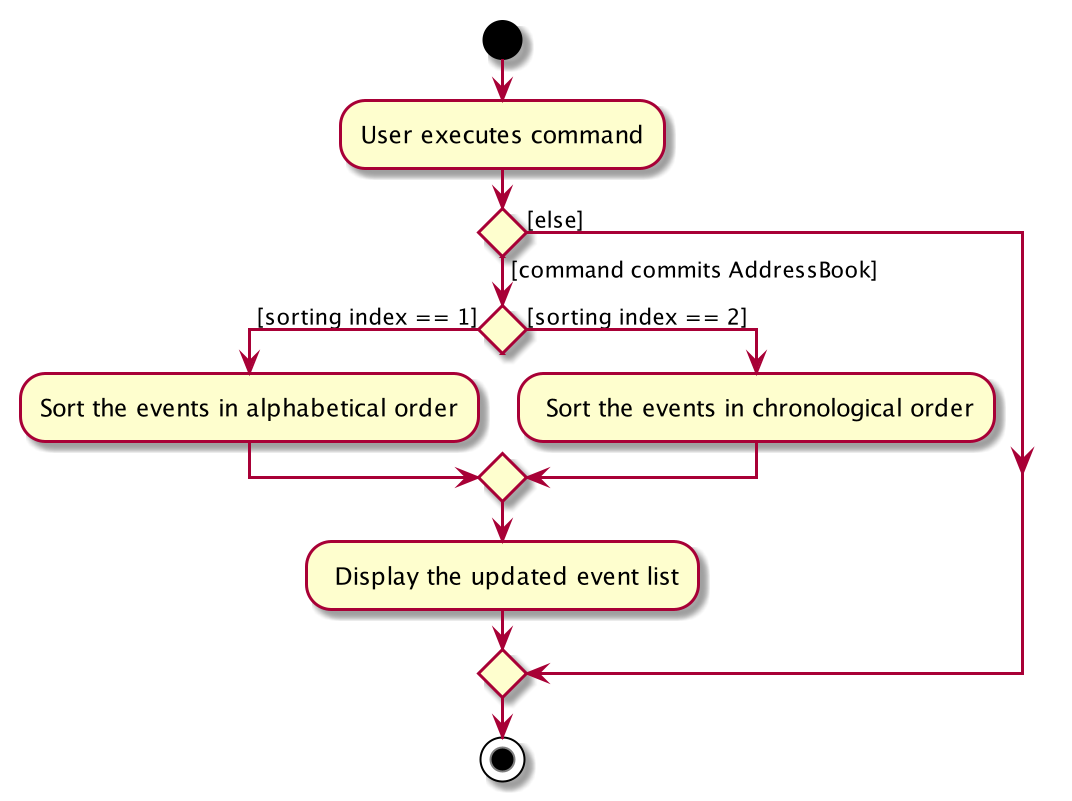 User executes command
[else]
[command commits AddressBook]
[sorting index == 1]
[sorting index == 2]
Sort the events in alphabetical order
Sort the events in chronological order
Display the updated event list